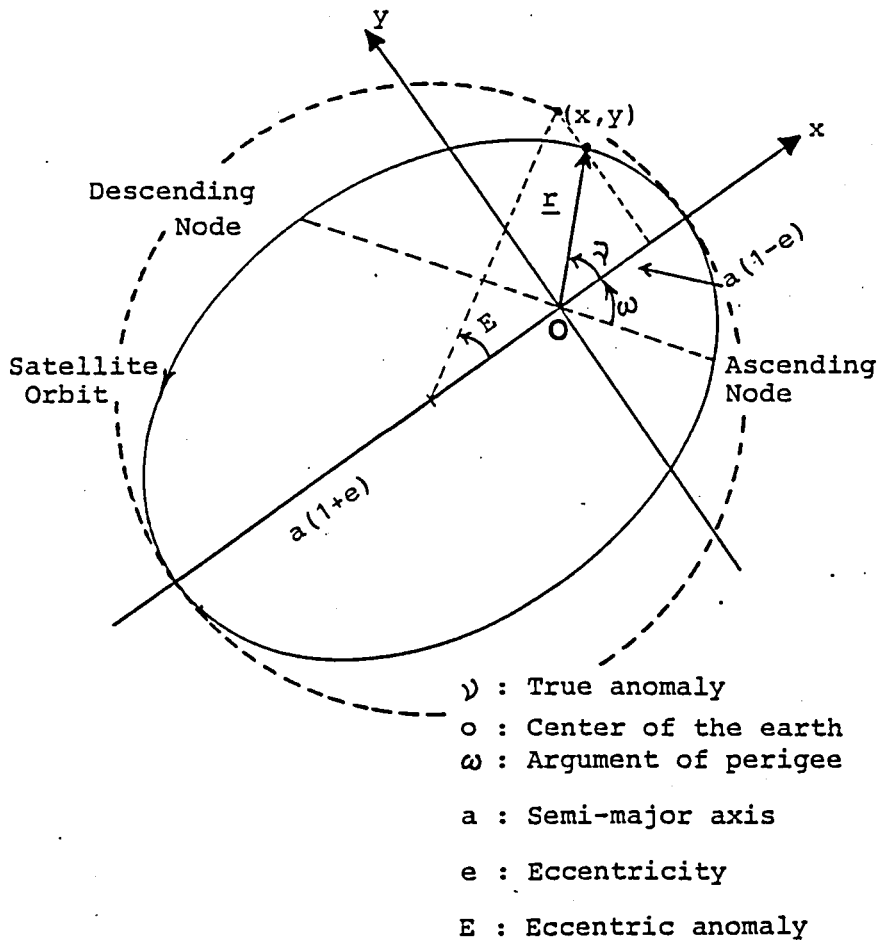 y
(x,y)
x
Descending
Node
r
ν
a(1-e)
ω
E
O
Satellite
Orbit
Ascending
Node
a(1+e)
ν : True anomaly
o : Center of the earth
ω : Argument of perigee
a : Semi-major axis
e : Eccentricity
E : Eccentric anomaly